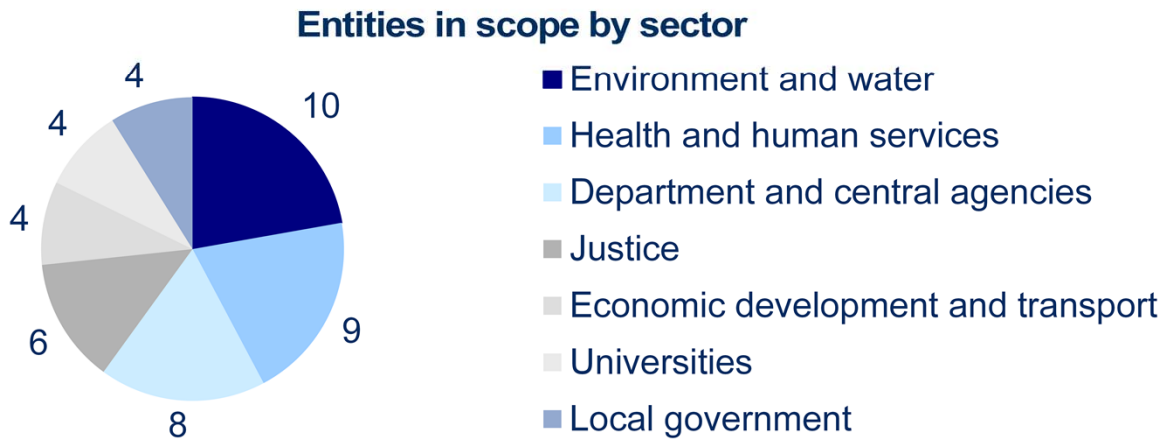 Entities in scope by sector
10
9
8
6
4
4
4
Environment and water
Health and human services
Department and central agencies
Justice
Economic development and transport
Universities
Local government